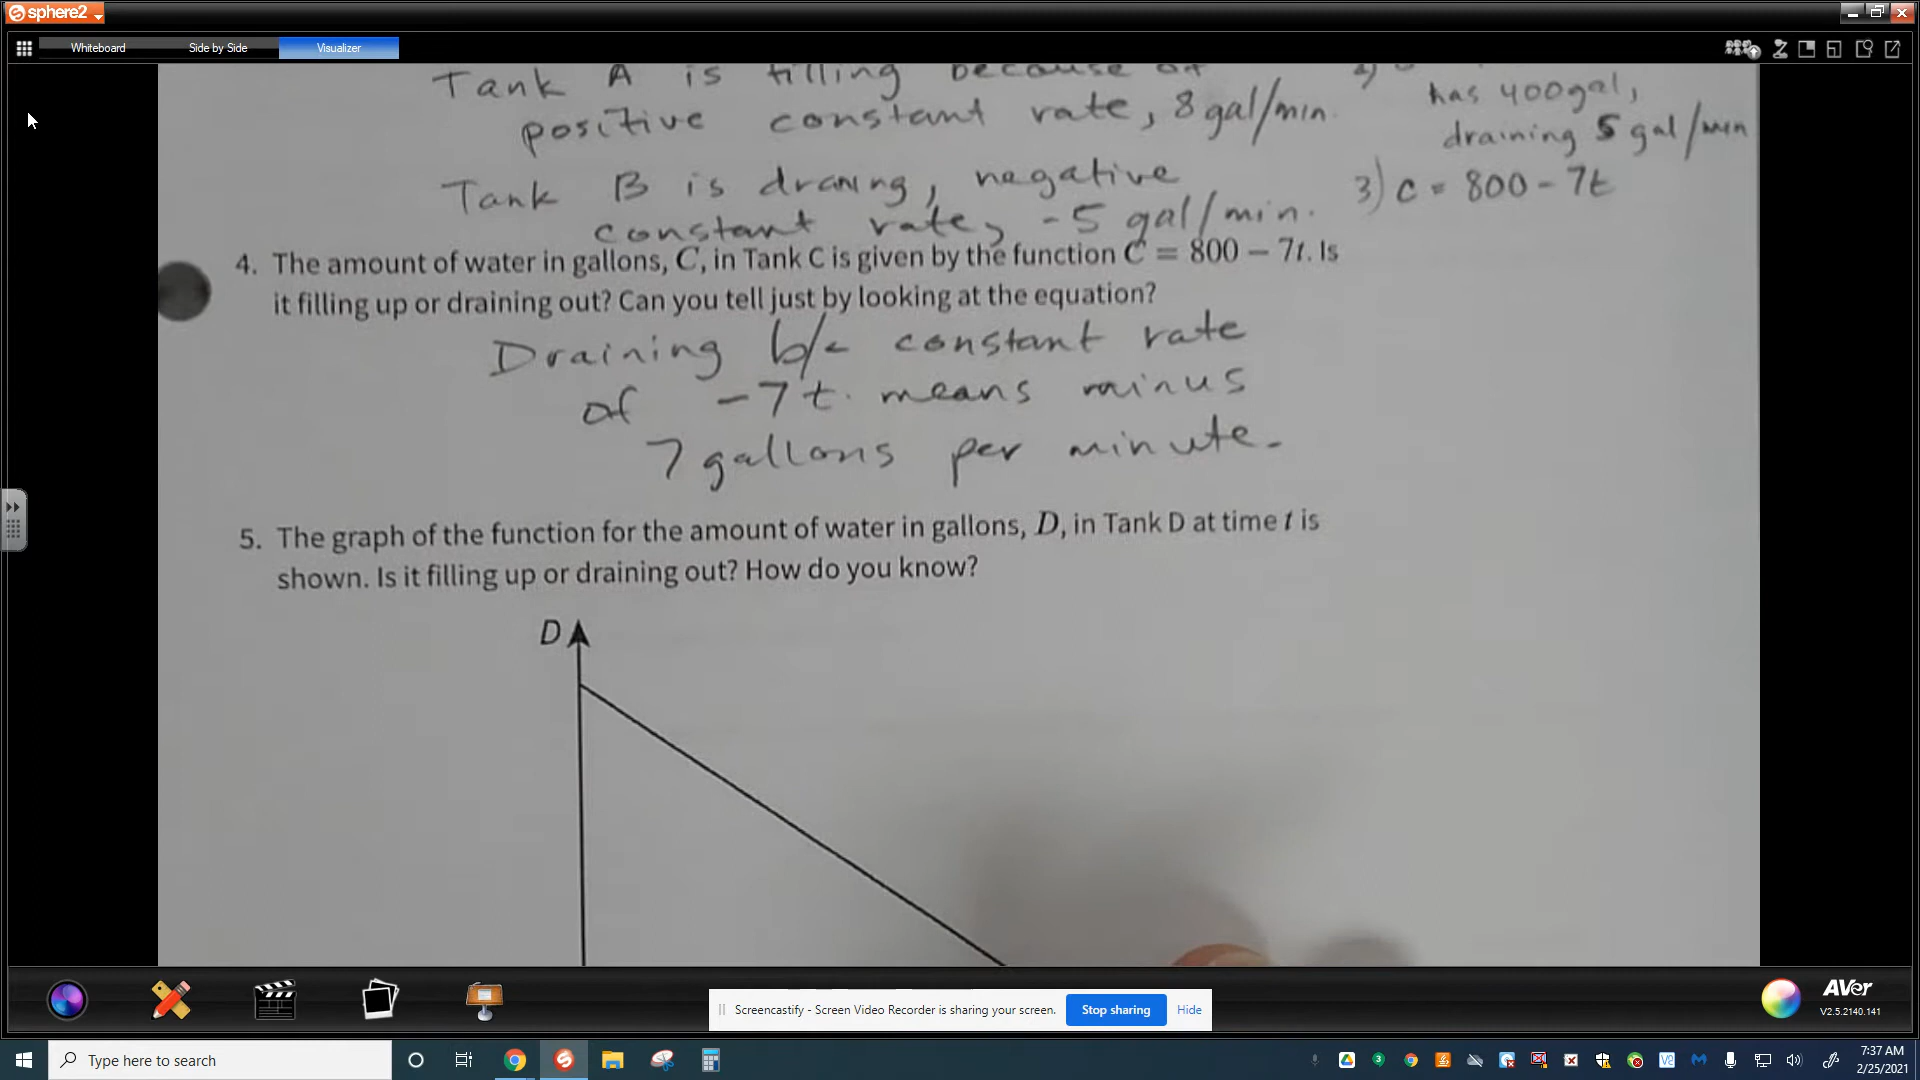 sphere2
Whiteboard Side by Side Visualizer
Tank A is filling because of
positive constant rate, 8 gal/min.
Tank B is draning, negative
constant rate, -5 gal/min.
has 400gal,
draining 5 gal/min
3) C = 800 - 7t
4. The amount of water in gallons, C, in Tank C is given by the function C = 800 − 7t. Is
it filling up or draining out? Can you tell just by looking at the equation?
Draining b/c constant rate
of -7t. means minus
7 gallons per minute.
5. The graph of the function for the amount of water in gallons, D, in Tank D at time t is
shown. Is it filling up or draining out? How do you know?
D
Screencastify - Screen Video Recorder is sharing your screen. Stop sharing Hide
AVer
V2.5.2140.141
Type here to search
7:37 AM
2/25/2021